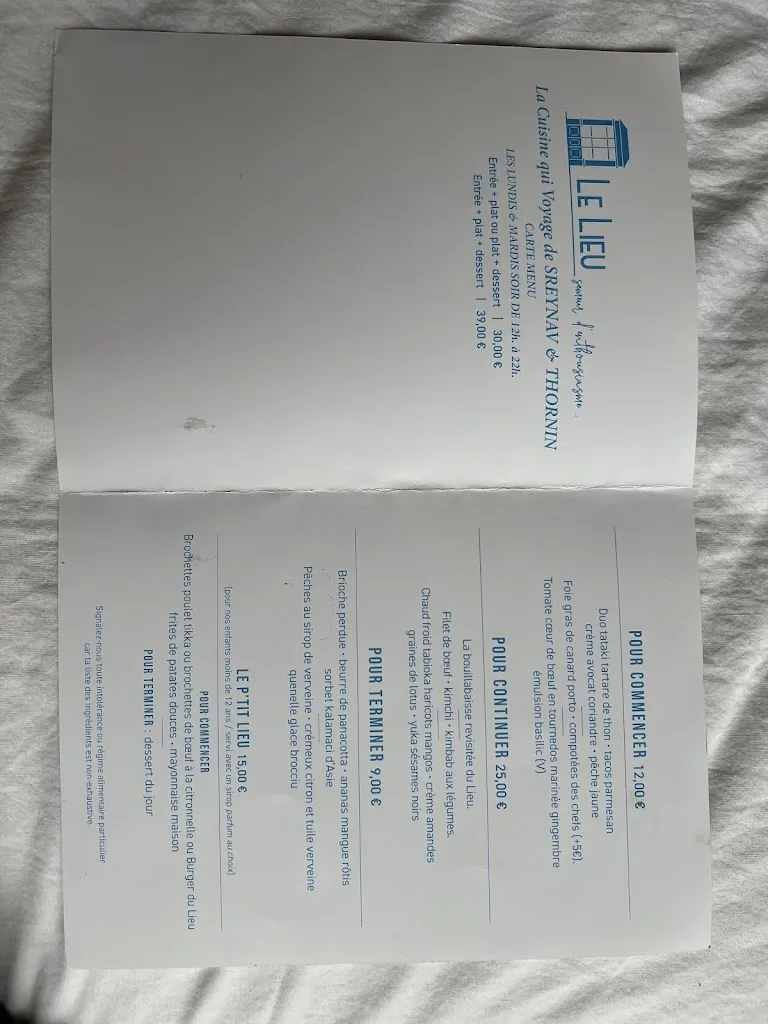 LE LIEU
semeur d'enthousiasme...
La Cuisine qui Voyage de SREYNAV & THORNIN
CARTE MENU
LES LUNDIS & MARDIS SOIR DE 12h. à 22h.
Entrée + plat ou plat + dessert | 30,00 €
Entrée + plat + dessert | 39,00 €
POUR COMMENCER 12,00 €
Duo tataki tartare de thon • tacos parmesan
crème avocat coriandre • pêche jaune
Foie gras de canard porto • compotées des chefs (+5€).
Tomate cœur de bœuf en tournedos marinée gingembre
émulsion basilic (V)
POUR CONTINUER 25,00 €
La bouillabaisse revisitée du Lieu.
Filet de bœuf • kimchi • kimbab aux légumes.
Chaud froid tabioka haricots mangos • crème amandes
graines de lotus • yuka sésames noirs
POUR TERMINER 9,00 €
Brioche perdue • beurre de panacotta • ananas mangue rôtis
sorbet kalamaci d'Asie
Pêches au sirop de verveine • crémeux citron et tuile verveine
quenelle glace brocciu
LE P'TIT LIEU 15,00 €
(pour nos enfants moins de 12 ans / servi avec un sirop parfum au choix)
POUR COMMENCER
Brochettes poulet tikka ou brochettes de bœuf à la citronnelle ou Burger du Lieu
frites de patates douces • mayonnaise maison
POUR TERMINER : dessert du jour
Signalez-nous toute intolérance ou régime alimentaire particulier
car la liste des ingrédients est non-exhaustive.